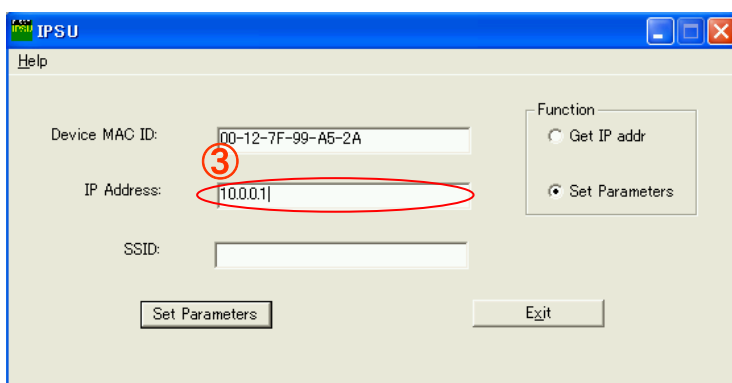 IPSU
Help
Function
Device MAC ID: 00-12-7F-99-A5-2A Get IP addr
③
IP Address: 10.0.0.1 Set Parameters
SSID:
Set Parameters Exit